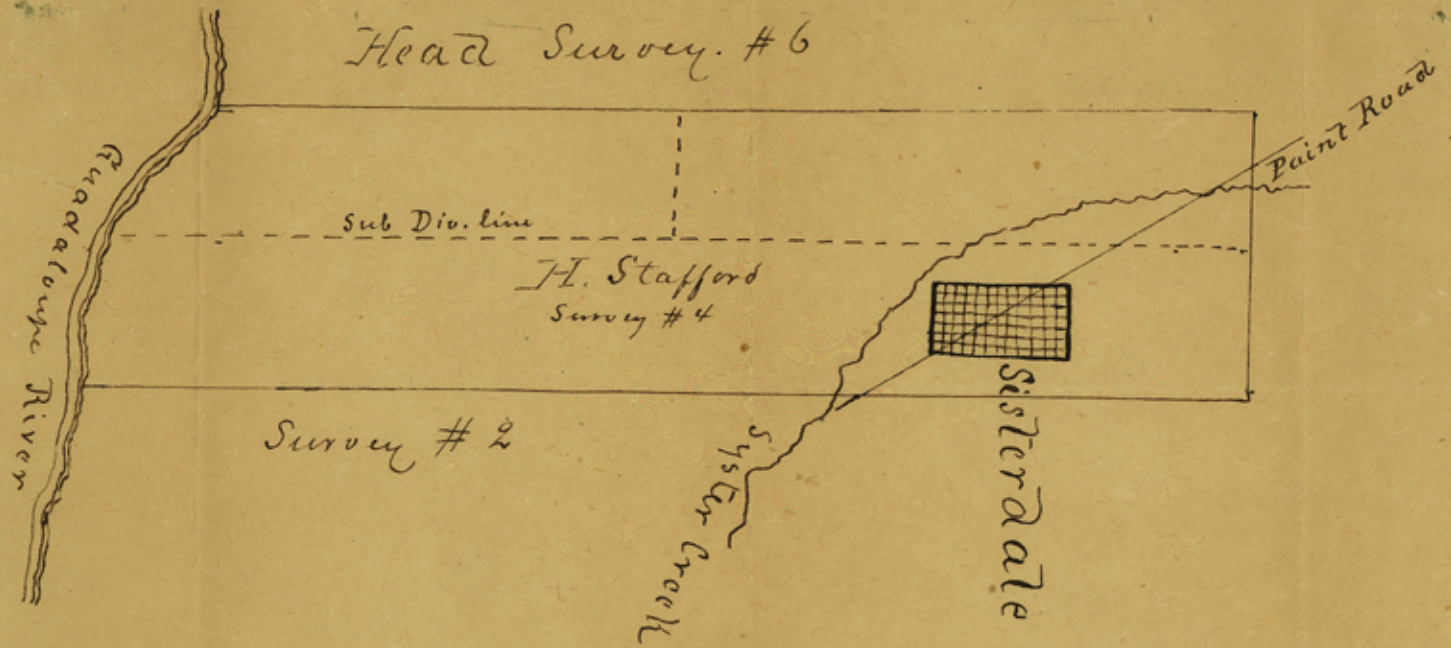 Head Survey. #6
Paint Road
Guadaloupe River
Sub Div. line
H. Stafford
Survey #4
Survey #2
Syster Creek
Sisterdale